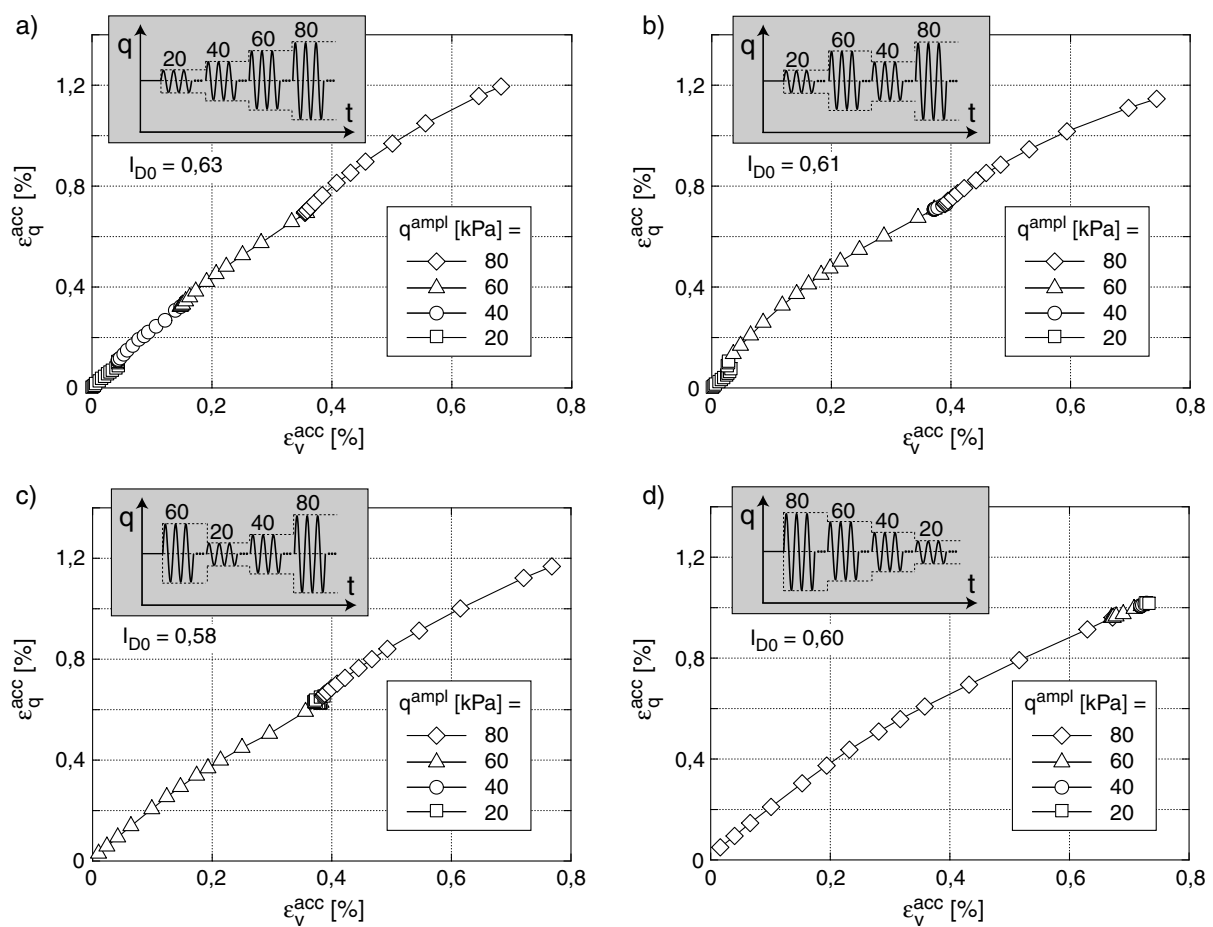 a)
q
20
40
60
80
t
I_D0 = 0,63
ε_q^acc [%]
1,2
0,8
0,4
0
q^ampl [kPa] =
80
60
40
20
0
0,2
0,4
0,6
0,8
ε_v^acc [%]
b)
q
20
60
40
80
t
I_D0 = 0,61
ε_q^acc [%]
1,2
0,8
0,4
0
q^ampl [kPa] =
80
60
40
20
0
0,2
0,4
0,6
0,8
ε_v^acc [%]
c)
q
60
20
40
80
t
I_D0 = 0,58
ε_q^acc [%]
1,2
0,8
0,4
0
q^ampl [kPa] =
80
60
40
20
0
0,2
0,4
0,6
0,8
ε_v^acc [%]
d)
q
80
60
40
20
t
I_D0 = 0,60
ε_q^acc [%]
1,2
0,8
0,4
0
q^ampl [kPa] =
80
60
40
20
0
0,2
0,4
0,6
0,8
ε_v^acc [%]